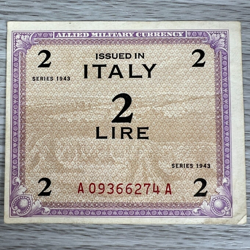 ALLIED MILITARY CURRENCY
2 ISSUED IN 2
SERIES 1943
ITALY
2
LIRE
SERIES 1943
2 2
A 09366274 A